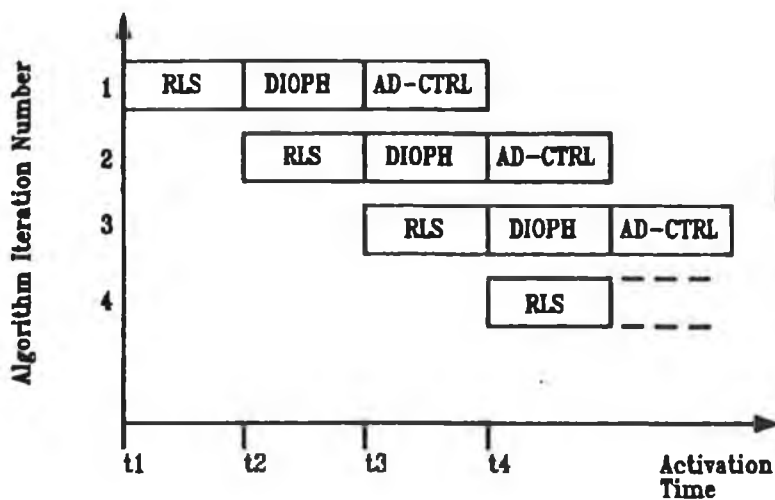 Algorithm Iteration Number
1 RLS DIOPH AD-CTRL
2 RLS DIOPH AD-CTRL
3 RLS DIOPH AD-CTRL
4 RLS
t1 t2 t3 t4 Activation
Time